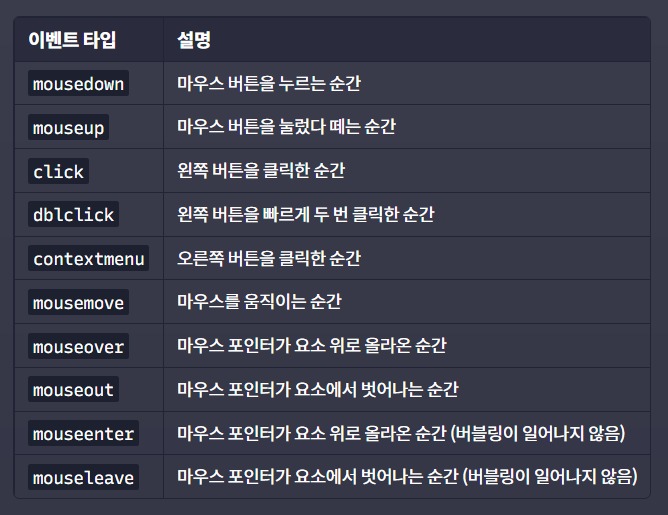 이벤트 타입 설명
mousedown 마우스 버튼을 누르는 순간
mouseup 마우스 버튼을 눌렀다 떼는 순간
click 왼쪽 버튼을 클릭한 순간
dblclick 왼쪽 버튼을 빠르게 두 번 클릭한 순간
contextmenu 오른쪽 버튼을 클릭한 순간
mousemove 마우스를 움직이는 순간
mouseover 마우스 포인터가 요소 위로 올라온 순간
mouseout 마우스 포인터가 요소에서 벗어나는 순간
mouseenter 마우스 포인터가 요소 위로 올라온 순간 (버블링이 일어나지 않음)
mouseleave 마우스 포인터가 요소에서 벗어나는 순간 (버블링이 일어나지 않음)